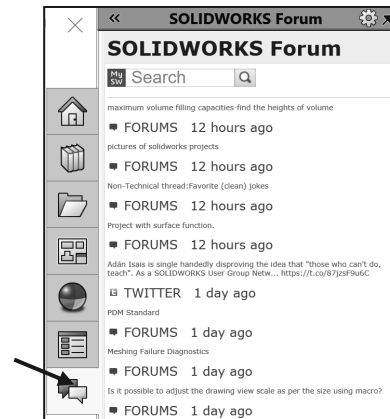 « SOLIDWORKS Forum
SOLIDWORKS Forum
My SW Search
maximum volume filling capacities-find the heights of volume
FORUMS 12 hours ago
pictures of solidworks projects
FORUMS 12 hours ago
Non-Technical thread:Favorite (clean) jokes
FORUMS 12 hours ago
Project with surface function.
FORUMS 12 hours ago
Adán Isais is single handedly disproving the idea that "those who can't do,
teach". As a SOLIDWORKS User Group Netw... https://t.co/87jzsF9u6C
TWITTER 1 day ago
PDM Standard
FORUMS 1 day ago
Meshing Failure Diagnostics
FORUMS 1 day ago
Is it possible to adjust the drawing view scale as per the size using macro?
FORUMS 1 day ago